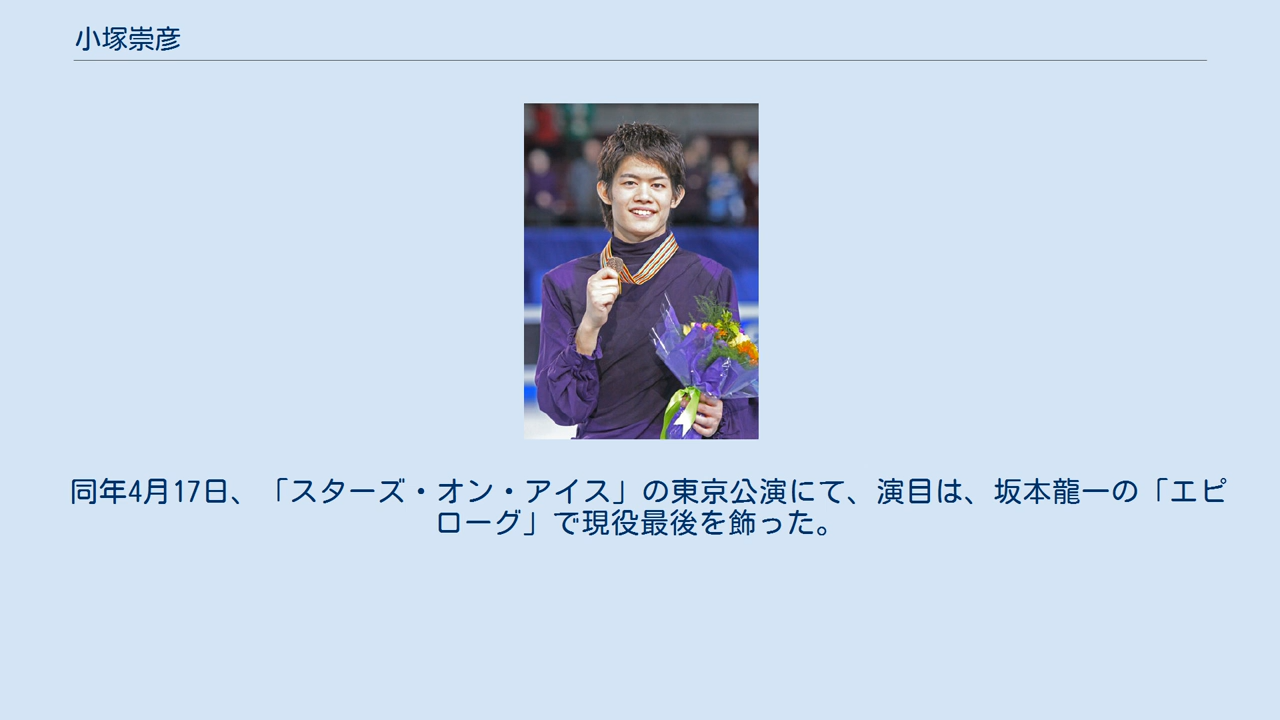 小塚崇彦
同年4月17日、「スターズ・オン・アイス」の東京公演にて、演目は、坂本龍一の「エピ
ローグ」で現役最後を飾った。